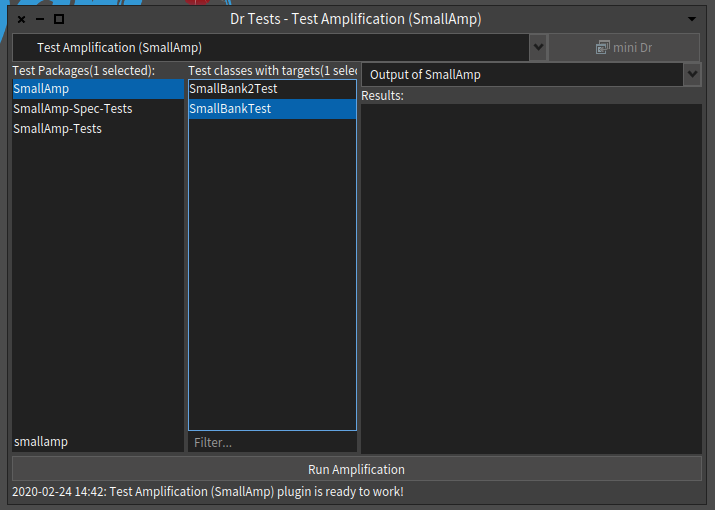 Dr Tests - Test Amplification (SmallAmp)
Test Amplification (SmallAmp)
mini Dr
Test Packages(1 selected):
SmallAmp
SmallAmp-Spec-Tests
SmallAmp-Tests
smallamp
Test classes with targets(1 selec
SmallBank2Test
SmallBankTest
Filter...
Output of SmallAmp
Results:
Run Amplification
2020-02-24 14:42: Test Amplification (SmallAmp) plugin is ready to work!